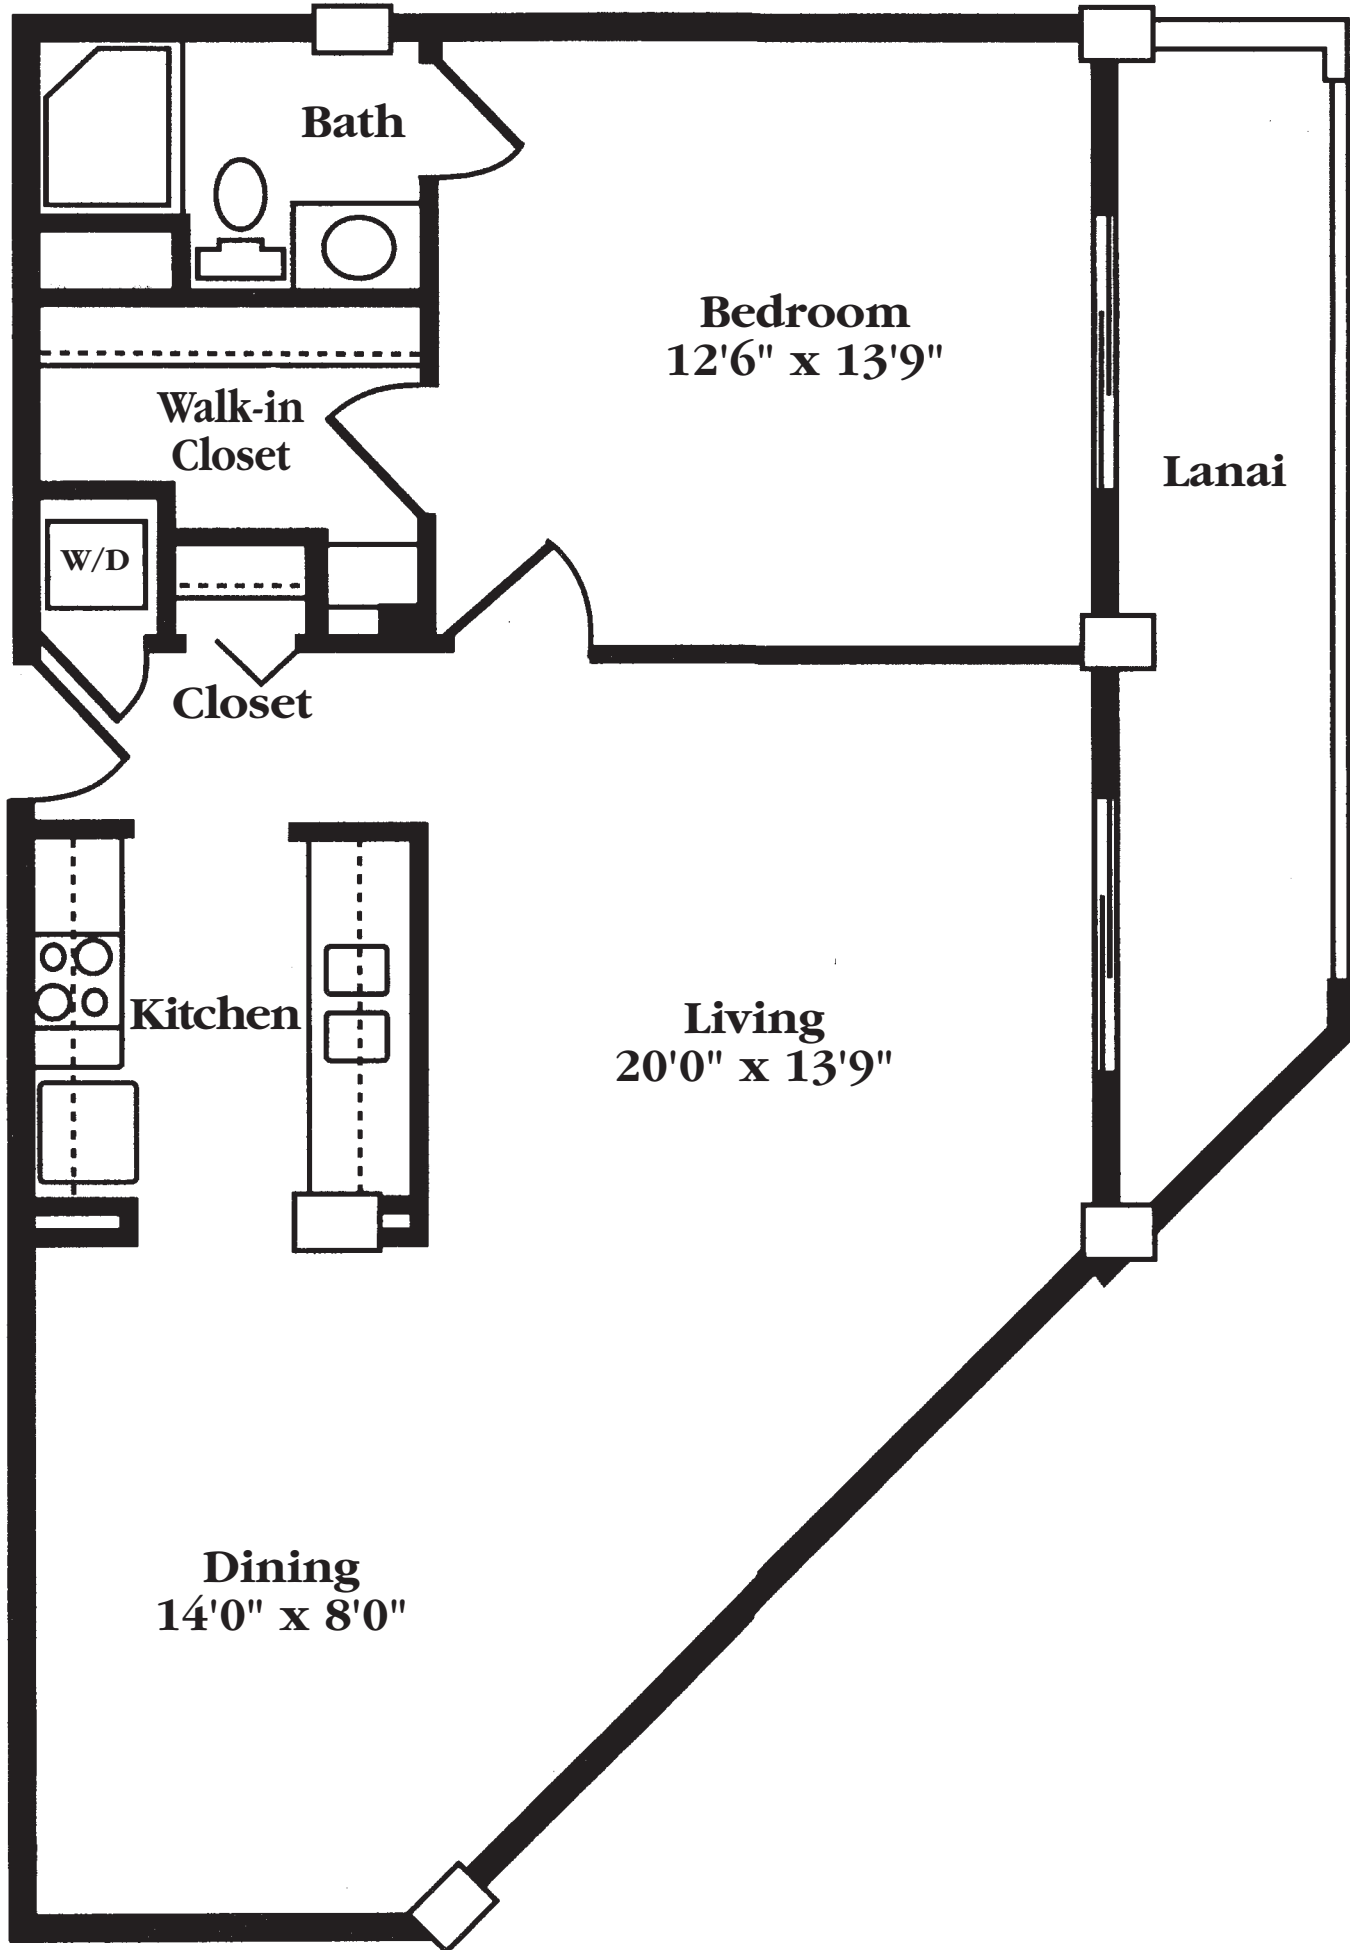 Bath
Bedroom
12'6" x 13'9"
Walk-in
Closet
Lanai
W/D
Closet
Kitchen
Living
20'0" x 13'9"
Dining
14'0" x 8'0"